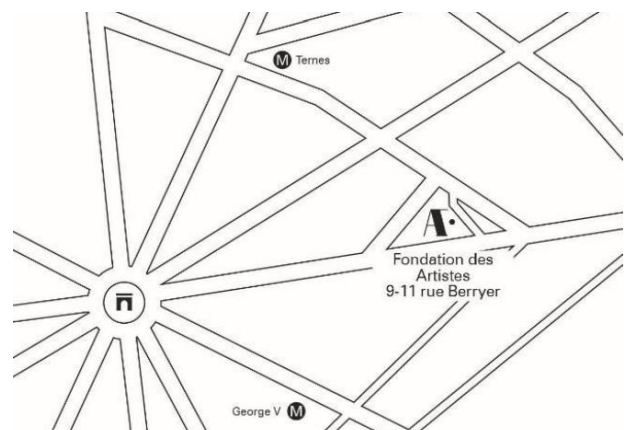 M Ternes
A.
Fondation des
Artistes
9-11 rue Berryer
George V M